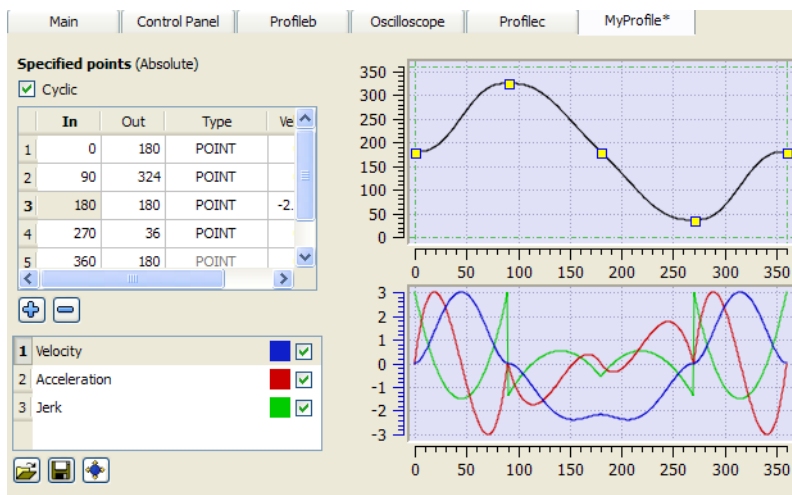 Main Control Panel Profileb Oscilloscope Profilec MyProfile*
Specified points (Absolute)
Cyclic
In Out Type Ve
1 0 180 POINT
2 90 324 POINT
3 180 180 POINT -2.
4 270 36 POINT
5 360 180 POINT
1 Velocity
2 Acceleration
3 Jerk
350
300
250
200
150
100
50
0
0 50 100 150 200 250 300 350
3
2
1
0
-1
-2
-3
0 50 100 150 200 250 300 350